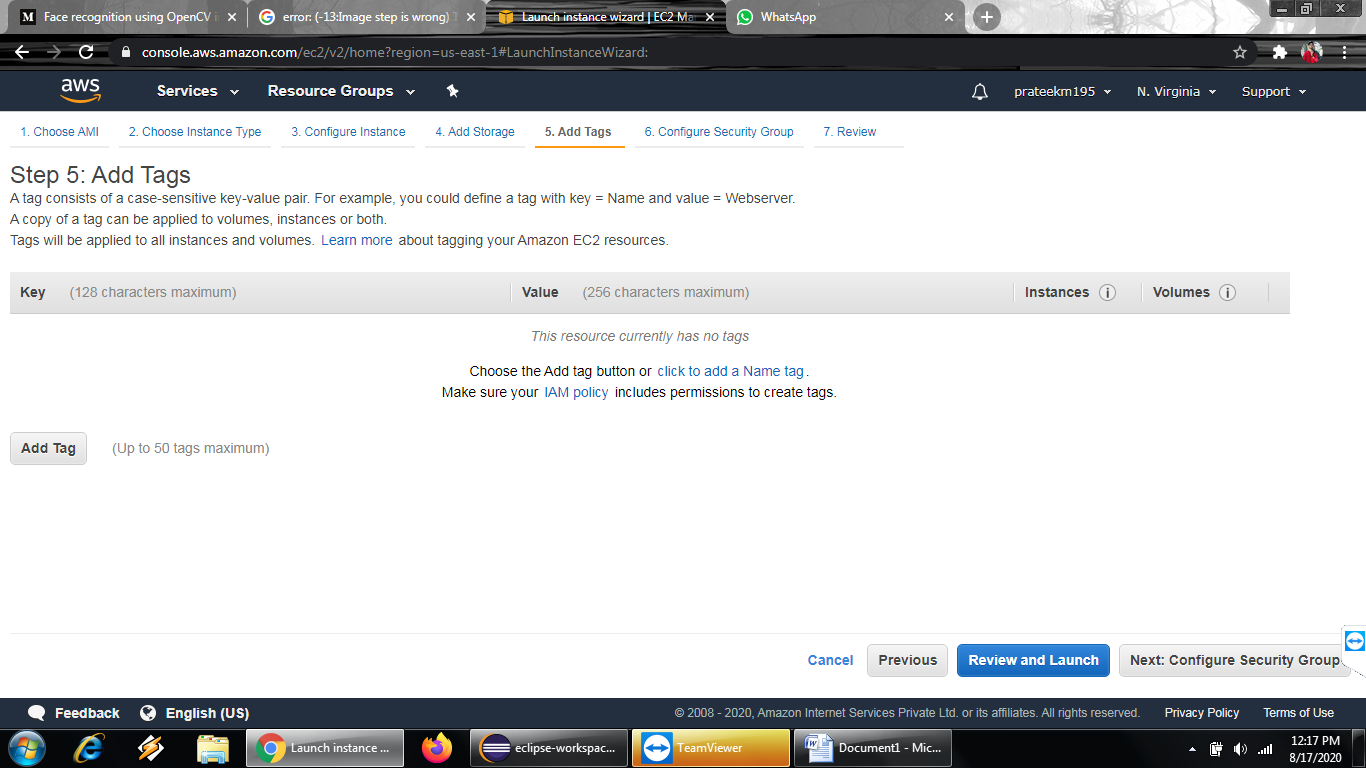 Face recognition using OpenCV i
error: (-13:Image step is wrong)
Launch instance wizard | EC2 Ma
WhatsApp
console.aws.amazon.com/ec2/v2/home?region=us-east-1#LaunchInstanceWizard:
aws
Services
Resource Groups
prateekm195
N. Virginia
Support
1. Choose AMI
2. Choose Instance Type
3. Configure Instance
4. Add Storage
5. Add Tags
6. Configure Security Group
7. Review
Step 5: Add Tags
A tag consists of a case-sensitive key-value pair. For example, you could define a tag with key = Name and value = Webserver.
A copy of a tag can be applied to volumes, instances or both.
Tags will be applied to all instances and volumes. Learn more about tagging your Amazon EC2 resources.
Key (128 characters maximum)
Value (256 characters maximum)
Instances
Volumes
This resource currently has no tags
Choose the Add tag button or click to add a Name tag.
Make sure your IAM policy includes permissions to create tags.
Add Tag
(Up to 50 tags maximum)
Cancel
Previous
Review and Launch
Next: Configure Security Group
Feedback
English (US)
© 2008 - 2020, Amazon Internet Services Private Ltd. or its affiliates. All rights reserved.
Privacy Policy
Terms of Use
Launch instance ...
eclipse-workspac...
TeamViewer
Document1 - Mic...
12:17 PM
8/17/2020